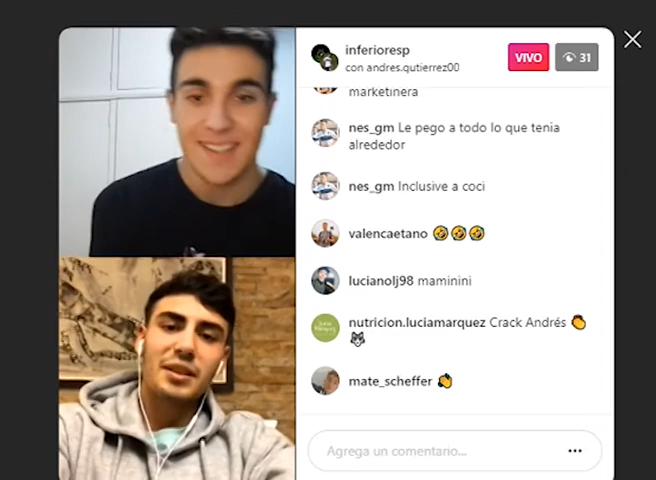 inferioresp
con andres.gutierrez00
VIVO
31
marketinera
nes_gm Le pego a todo lo que tenia
alrededor
nes_gm Inclusive a coci
valencaetano 🤣🤣🤣
lucianolj98 maminini
nutricion.luciamarquez Crack Andrés 👏
🐺
mate_scheffer 👏
Agrega un comentario...